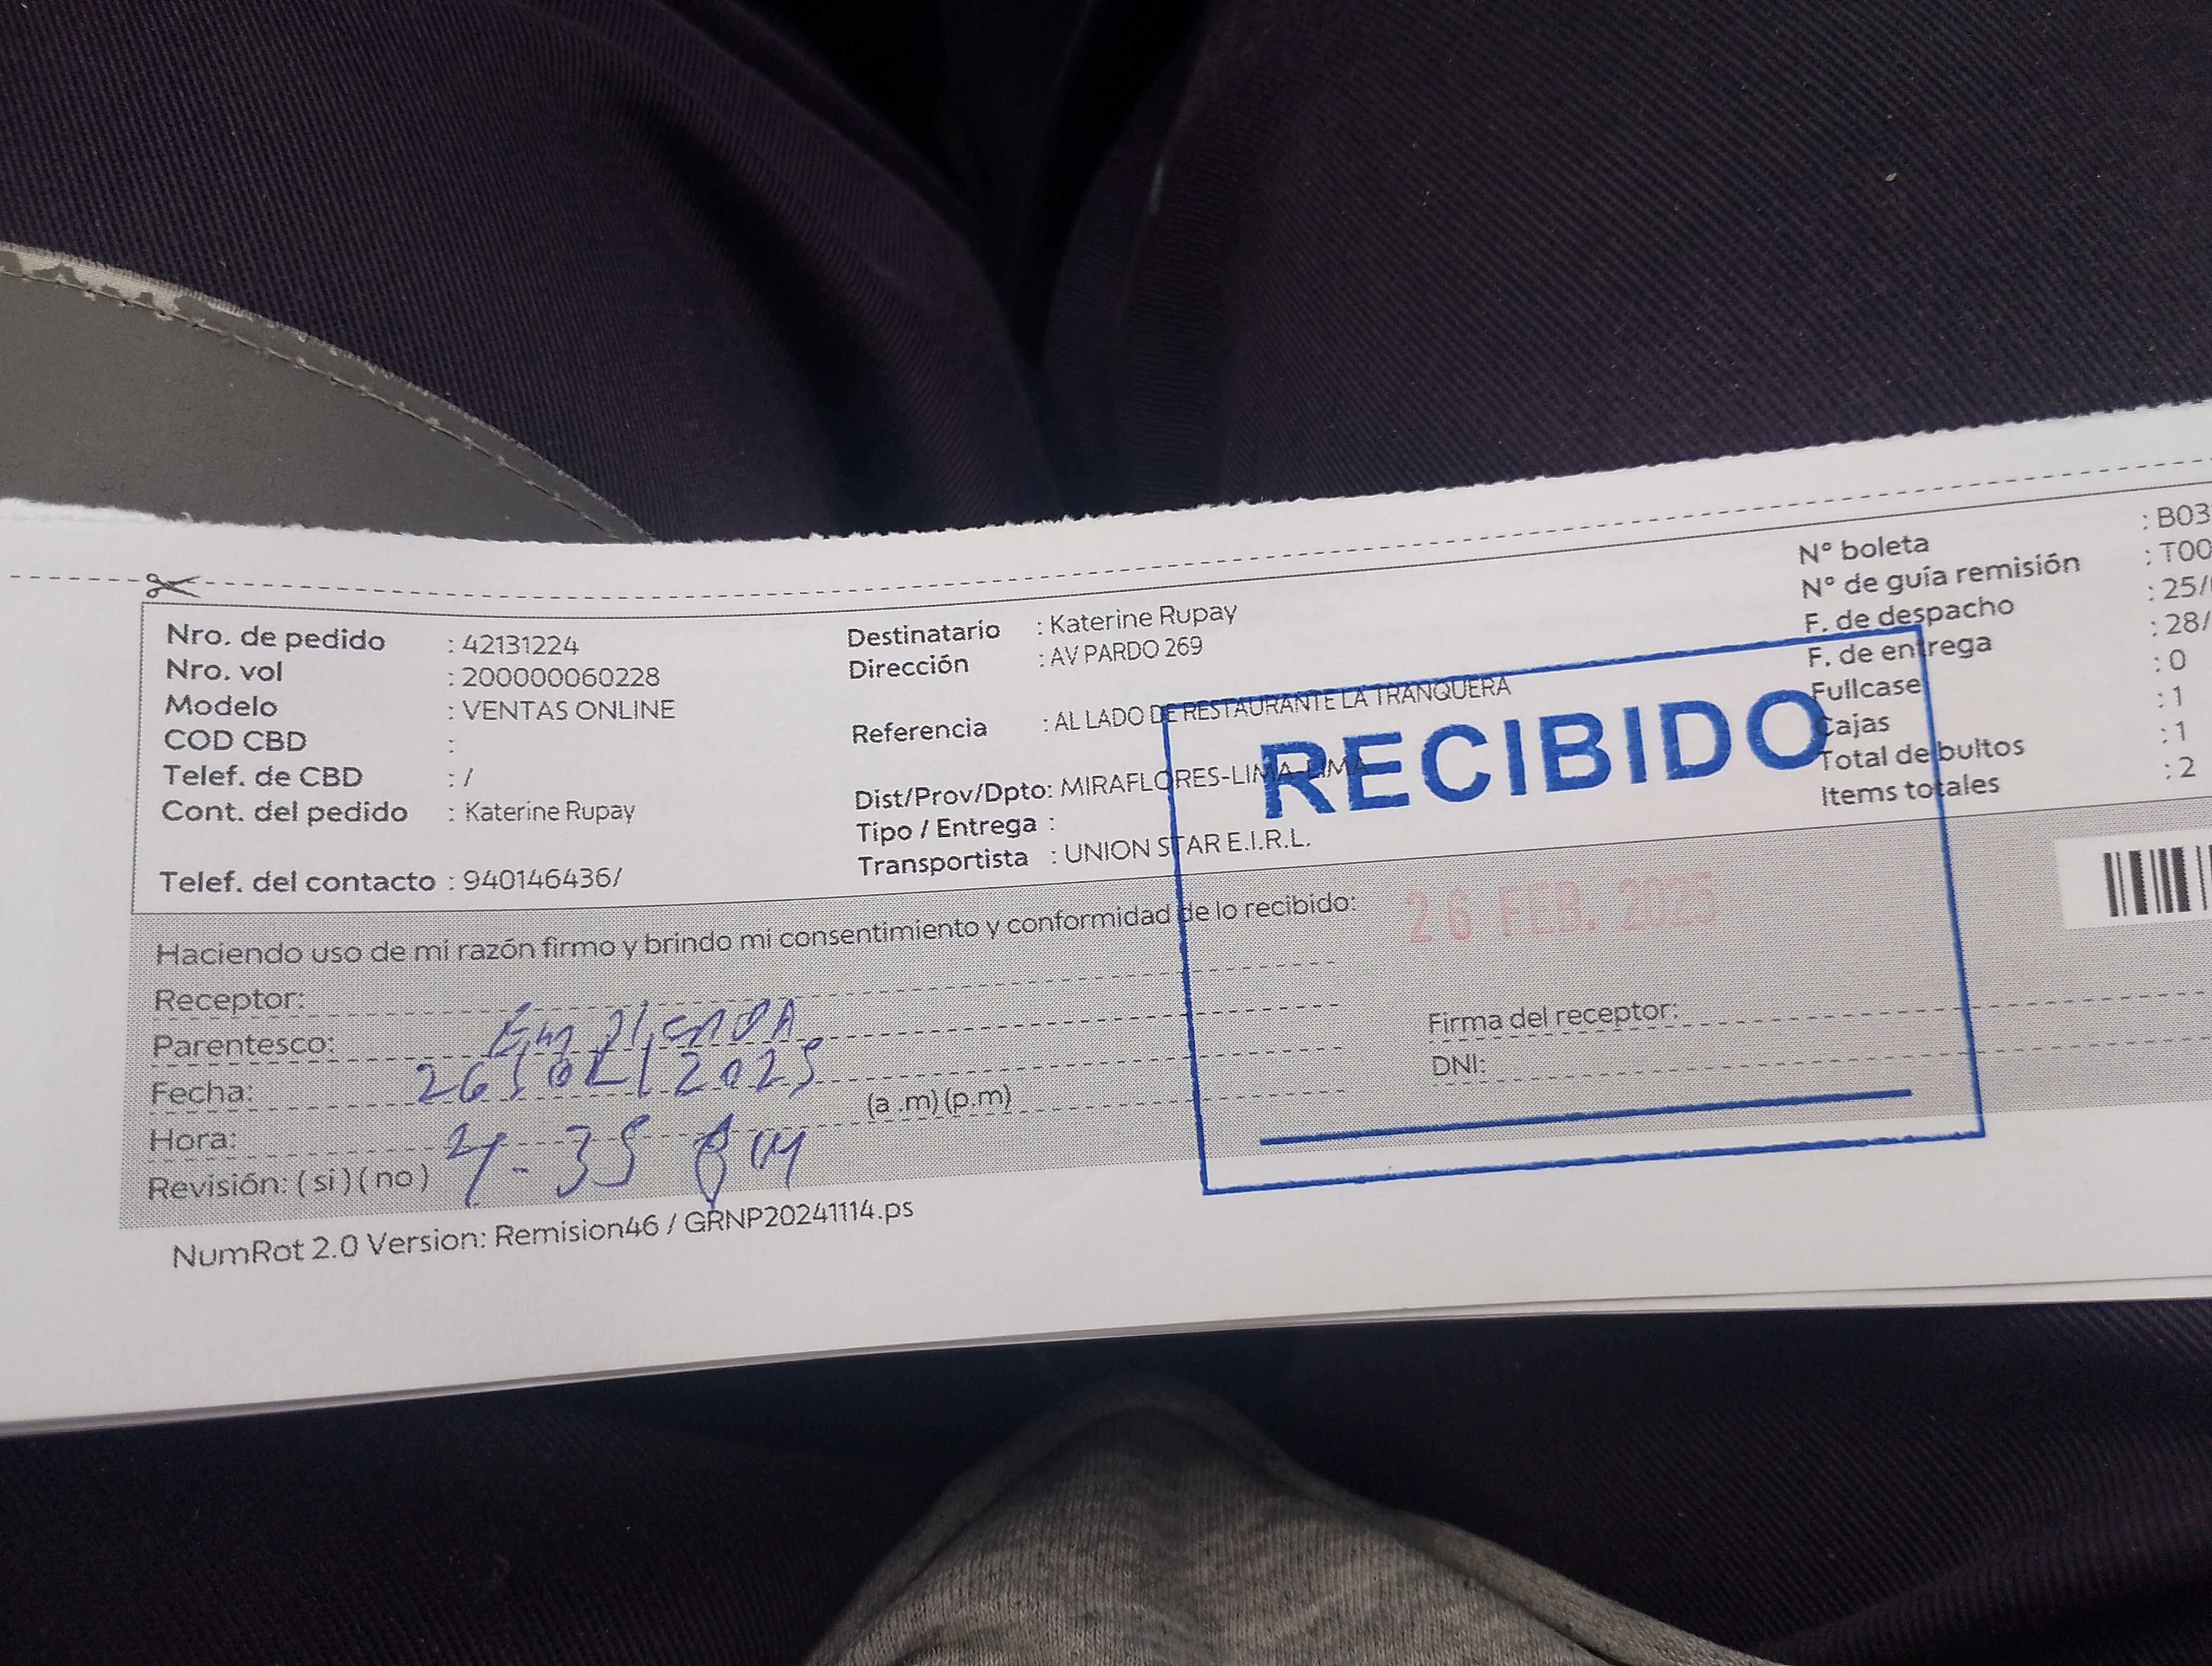 Nro. de pedido : 42131224
Nro. vol : 200000060228
Modelo : VENTAS ONLINE
COD CBD :
Telef. de CBD : /
Cont. del pedido : Katerine Rupay
Telef. del contacto : 940146436/
Destinatario : Katerine Rupay
Dirección : AV PARDO 269
Referencia : AL LADO DE RESTAURANTE LA TRANQUERA
Dist/Prov/Dpto: MIRAFLORES-LIMA-LIMA
Tipo / Entrega :
Transportista : UNION STAR E.I.R.L.
N° boleta : B03
N° de guía remisión : T00
F. de despacho : 25/
F. de entrega : 28/
Fullcase : 0
Cajas : 1
Total de bultos : 1
Items totales : 2
RECIBIDO
26 FEB. 2025
Haciendo uso de mi razón firmo y brindo mi consentimiento y conformidad de lo recibido:
Receptor:
Parentesco:
Fecha: 26/02/2025
Hora: (a .m) (p.m)
Revisión: ( si ) ( no ) 4-35 PM
Firma del receptor:
DNI:
NumRot 2.0 Version: Remision46 / GRNP20241114.ps